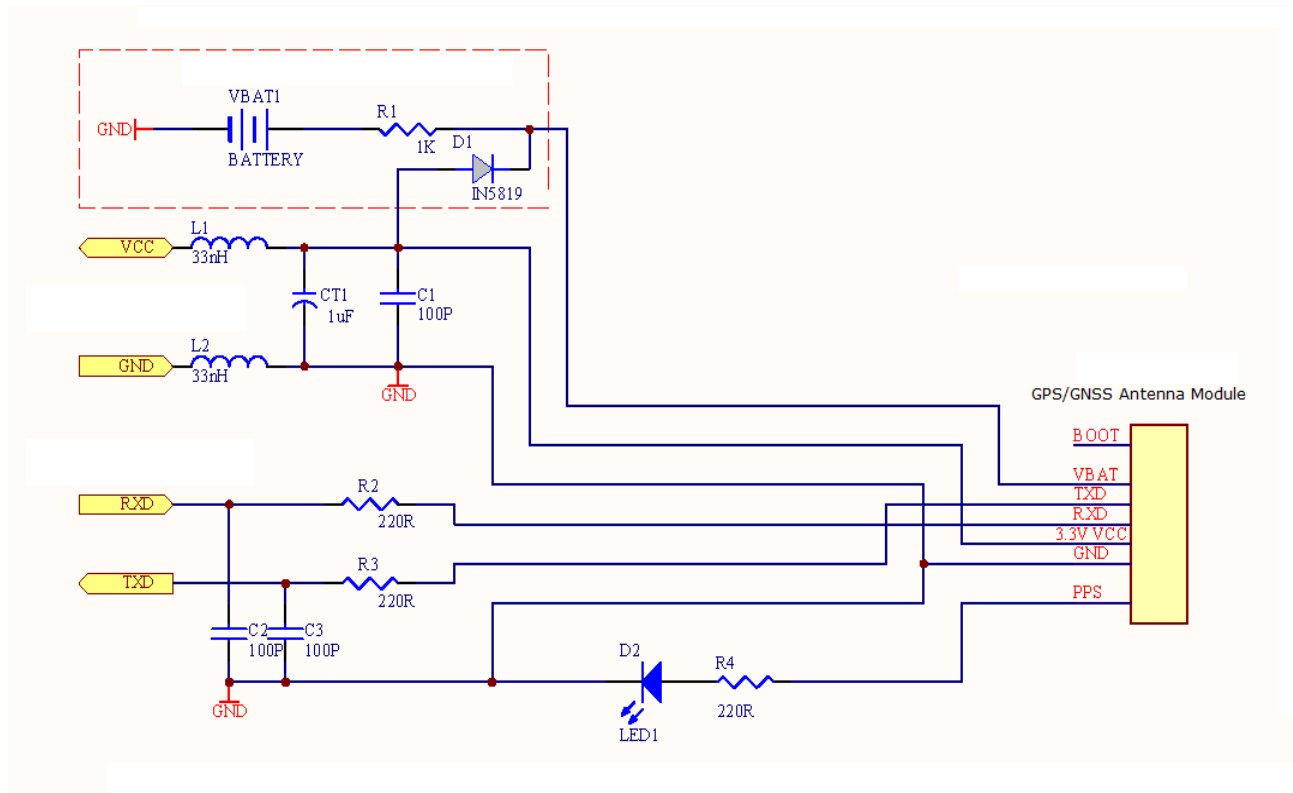 VBAT1
R1
GND
1K
D1
BATTERY
IN5819
L1
VCC
33nH
CT1
1uF
C1
100P
L2
GND
33nH
GND
GPS/GNSS Antenna Module
BOOT
VBAT
TXD
RXD
3.3V VCC
GND
PPS
RXD
R2
220R
TXD
R3
220R
C2
100P
C3
100P
GND
D2
LED1
R4
220R